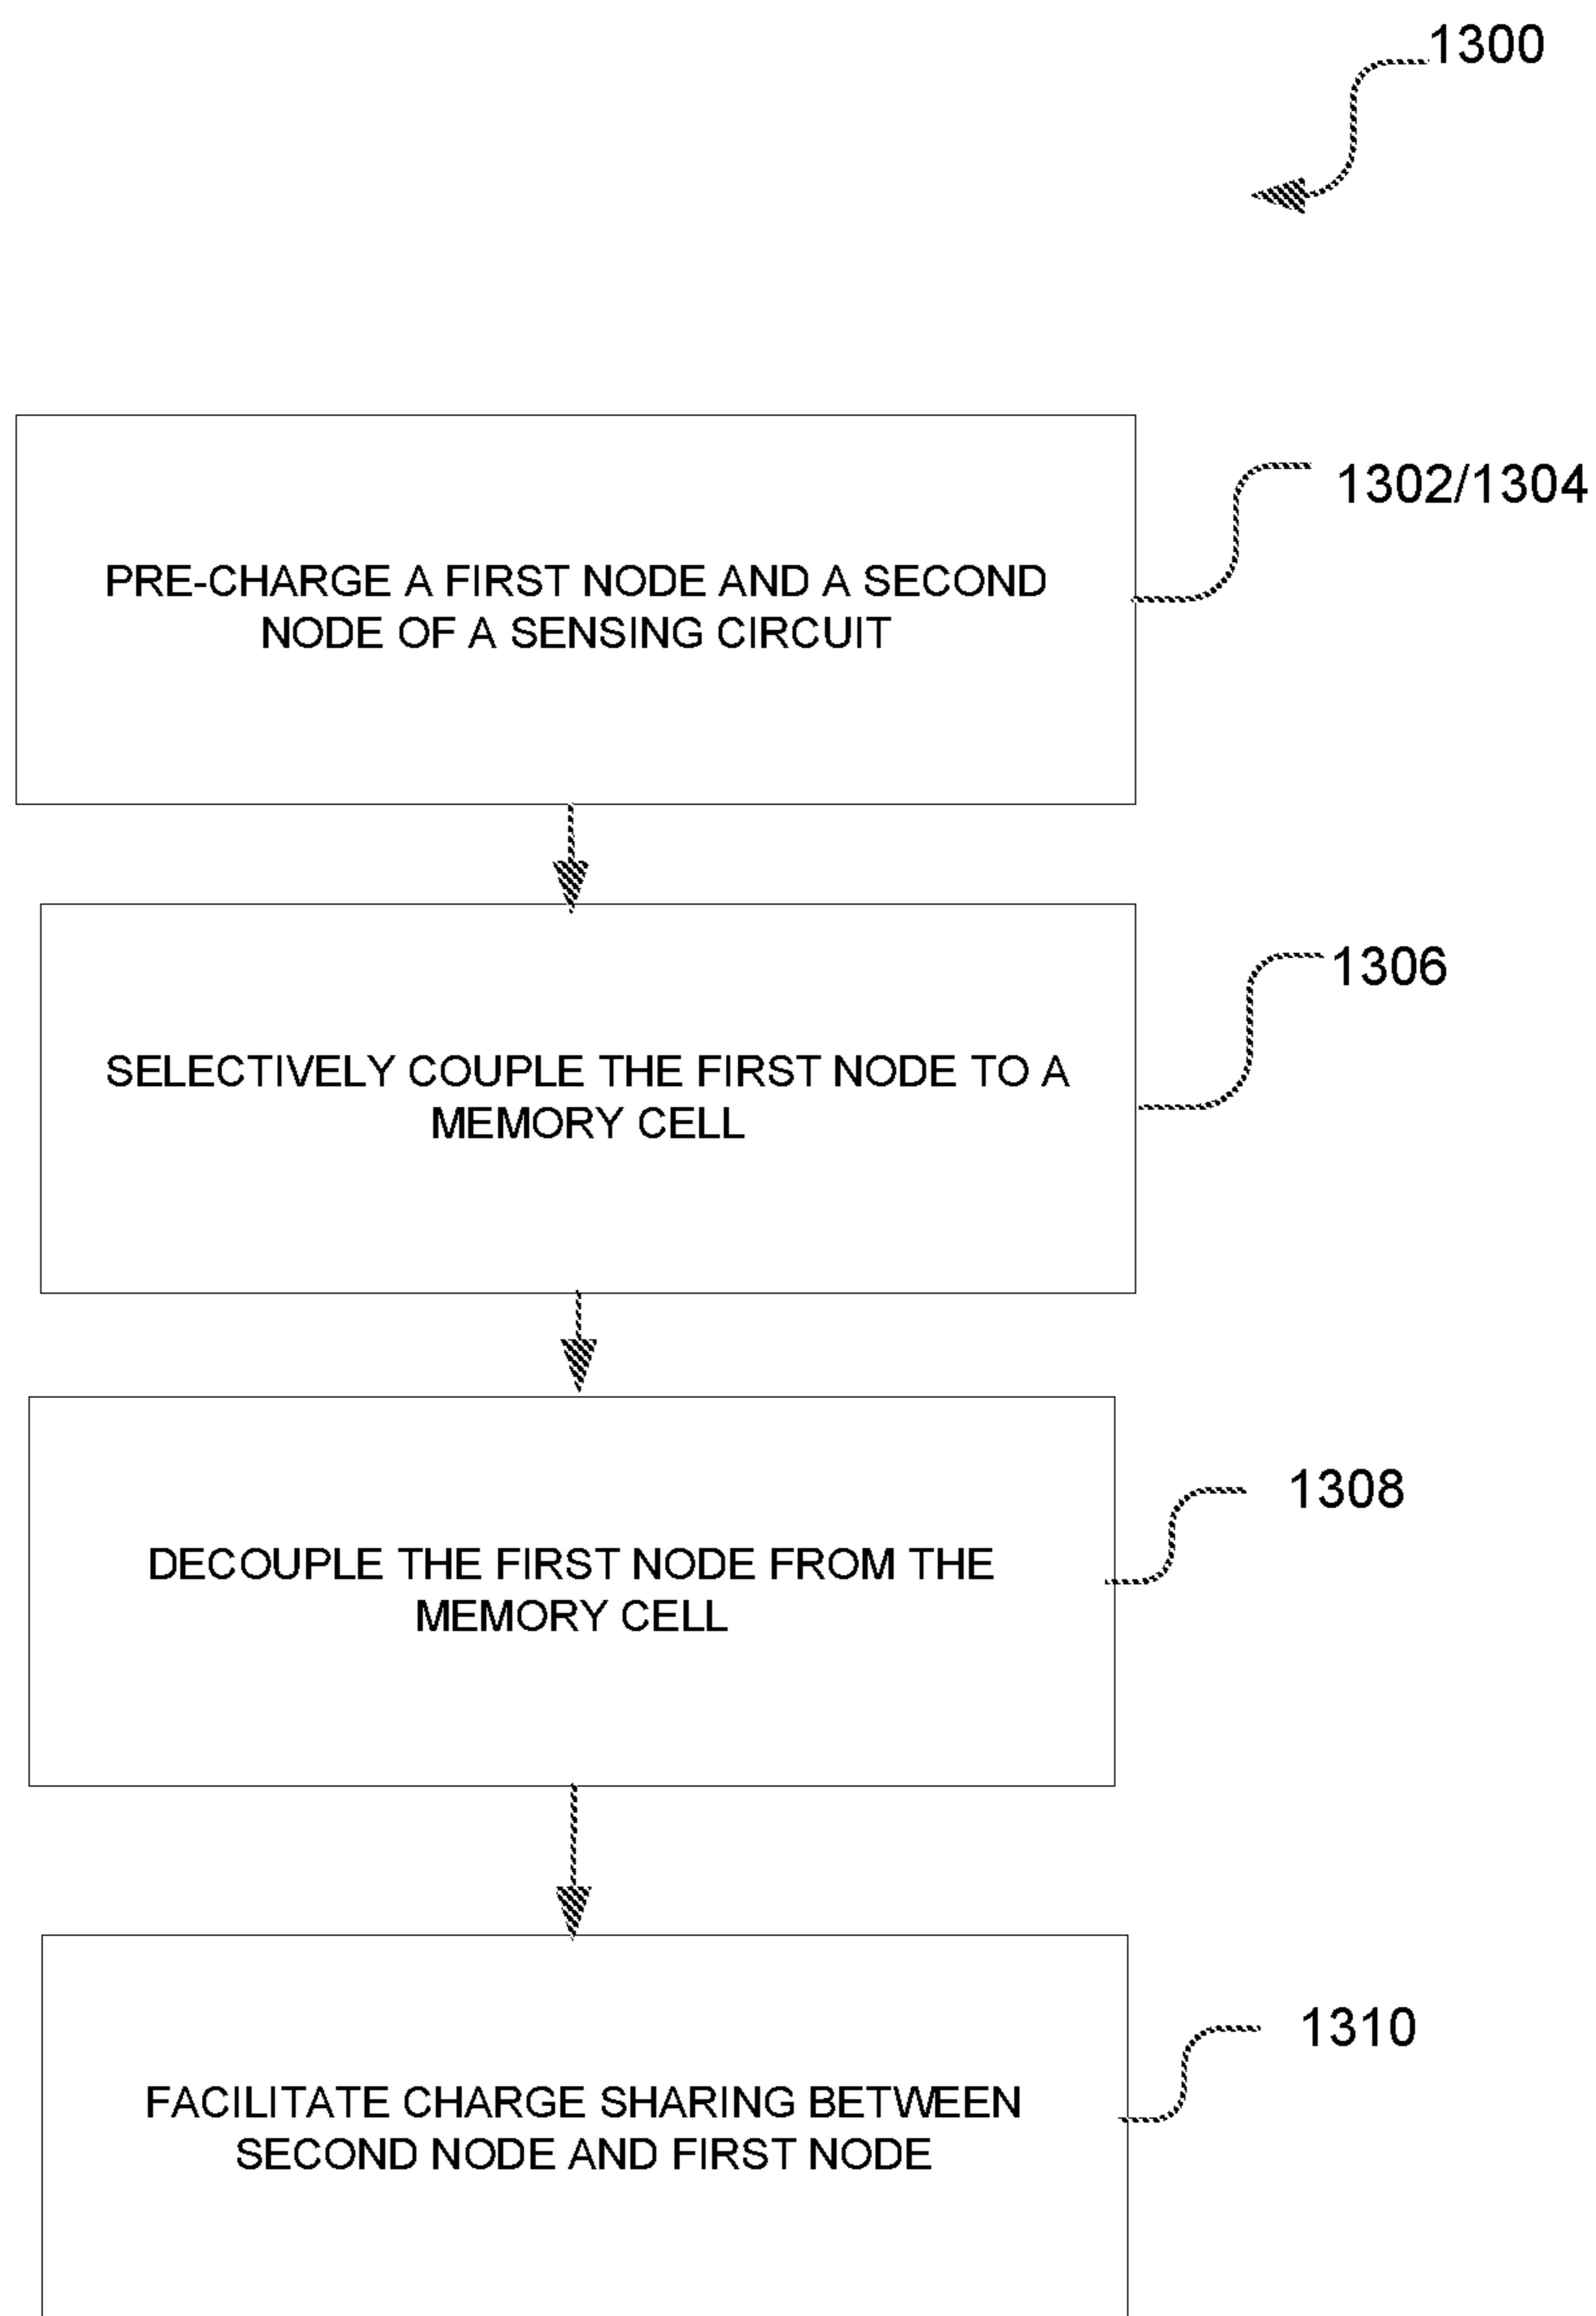 1300
1302/1304
PRE-CHARGE A FIRST NODE AND A SECOND
NODE OF A SENSING CIRCUIT
1306
SELECTIVELY COUPLE THE FIRST NODE TO A
MEMORY CELL
1308
DECOUPLE THE FIRST NODE FROM THE
MEMORY CELL
1310
FACILITATE CHARGE SHARING BETWEEN
SECOND NODE AND FIRST NODE